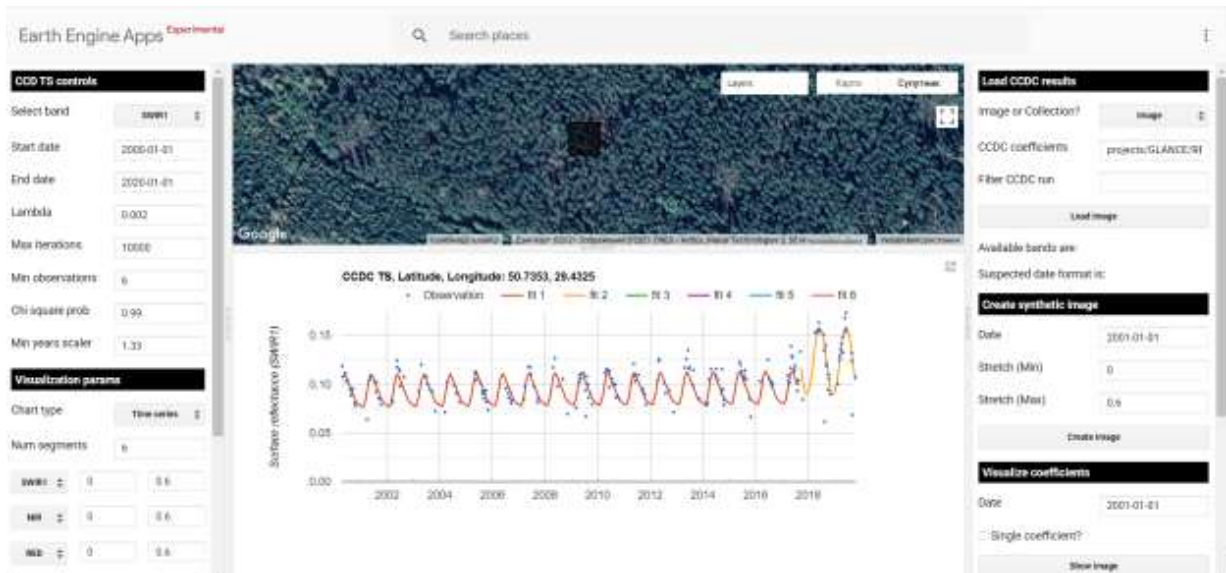 Earth Engine Apps Experimental
Search places
CCD TS controls
Select band
SWIR1
Start date
2000-01-01
End date
2020-01-01
Lambda
0.002
Max iterations
10000
Min observations
6
Chi square prob
0.99
Min years scaler
1.33
Visualization params
Chart type
Time series
Num segments
6
SWIR1 0 0.6
NIR 0 0.6
RED 0 0.6
Layers
Карта
Супутник
Google
CCDC TS, Latitude, Longitude: 50.7353, 28.4325
Observation fit 1 fit 2 fit 3 fit 4 fit 5 fit 6
Surface reflectance (SWIR1)
0.15
0.10
0.05
0.00
2002 2004 2006 2008 2010 2012 2014 2016 2018
Load CCDC results
Image or Collection?
Image
CCDC coefficients
projects/GLANCE/RE
Filter CCDC run
Load image
Available bands are:
Suspected date format is:
Create synthetic image
Date
2001-01-01
Stretch (Min)
0
Stretch (Max)
0.6
Create image
Visualize coefficients
Date
2001-01-01
Single coefficient?
Show image